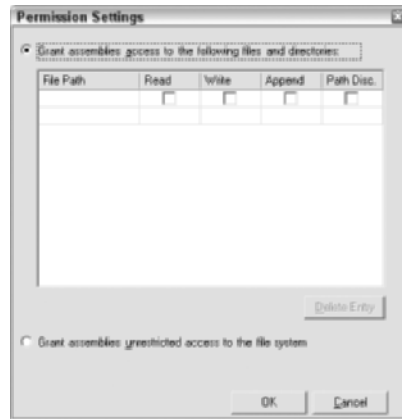 Permission Settings
Grant assemblies access to the following files and directories:
File Path Read Write Append Path Disc.
Delete Entry
Grant assemblies unrestricted access to the file system
OK Cancel